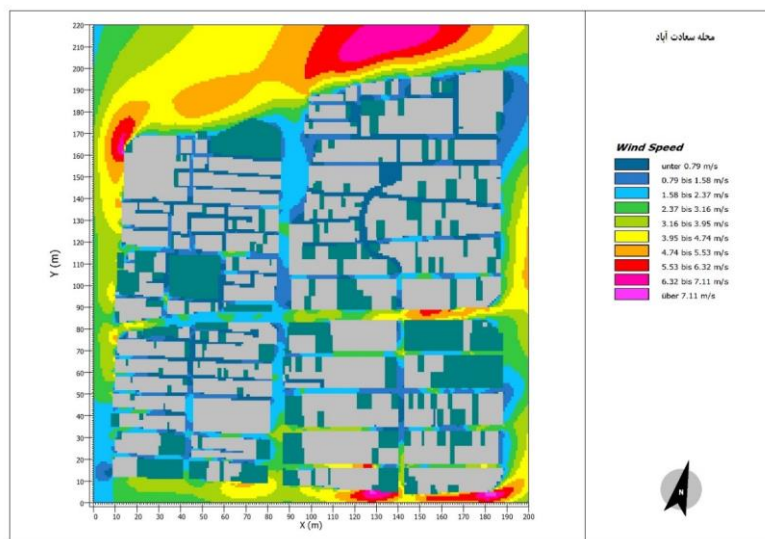 محله سعادت آباد
Wind Speed
unter 0.79 m/s
0.79 bis 1.58 m/s
1.58 bis 2.37 m/s
2.37 bis 3.16 m/s
3.16 bis 3.95 m/s
3.95 bis 4.74 m/s
4.74 bis 5.53 m/s
5.53 bis 6.32 m/s
6.32 bis 7.11 m/s
über 7.11 m/s
N
Y (m)
220
210
200
190
180
170
160
150
140
130
120
110
100
90
80
70
60
50
40
30
20
10
0
0 10 20 30 40 50 60 70 80 90 100 110 120 130 140 150 160 170 180 190 200
X (m)